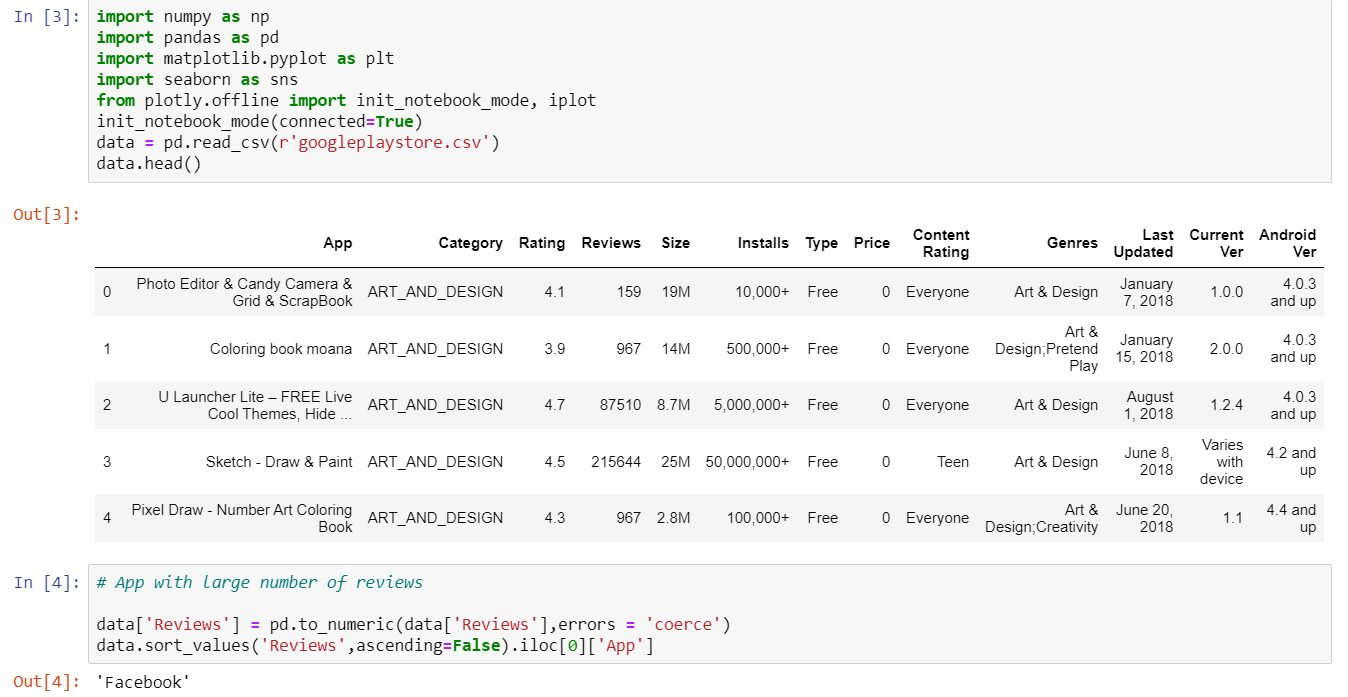 In [3]:
import numpy as np
import pandas as pd
import matplotlib.pyplot as plt
import seaborn as sns
from plotly.offline import init_notebook_mode, iplot
init_notebook_mode(connected=True)
data = pd.read_csv(r'googleplaystore.csv')
data.head()
Out[3]:
App Category Rating Reviews Size Installs Type Price Content Rating Genres Last Updated Current Ver Android Ver
0 Photo Editor & Candy Camera & Grid & ScrapBook ART_AND_DESIGN 4.1 159 19M 10,000+ Free 0 Everyone Art & Design January 7, 2018 1.0.0 4.0.3 and up
1 Coloring book moana ART_AND_DESIGN 3.9 967 14M 500,000+ Free 0 Everyone Art & Design;Pretend Play January 15, 2018 2.0.0 4.0.3 and up
2 U Launcher Lite – FREE Live Cool Themes, Hide ... ART_AND_DESIGN 4.7 87510 8.7M 5,000,000+ Free 0 Everyone Art & Design August 1, 2018 1.2.4 4.0.3 and up
3 Sketch - Draw & Paint ART_AND_DESIGN 4.5 215644 25M 50,000,000+ Free 0 Teen Art & Design June 8, 2018 Varies with device 4.2 and up
4 Pixel Draw - Number Art Coloring Book ART_AND_DESIGN 4.3 967 2.8M 100,000+ Free 0 Everyone Art & Design;Creativity June 20, 2018 1.1 4.4 and up
In [4]:
# App with large number of reviews
data['Reviews'] = pd.to_numeric(data['Reviews'],errors = 'coerce')
data.sort_values('Reviews',ascending=False).iloc[0]['App']
Out[4]: 'Facebook'